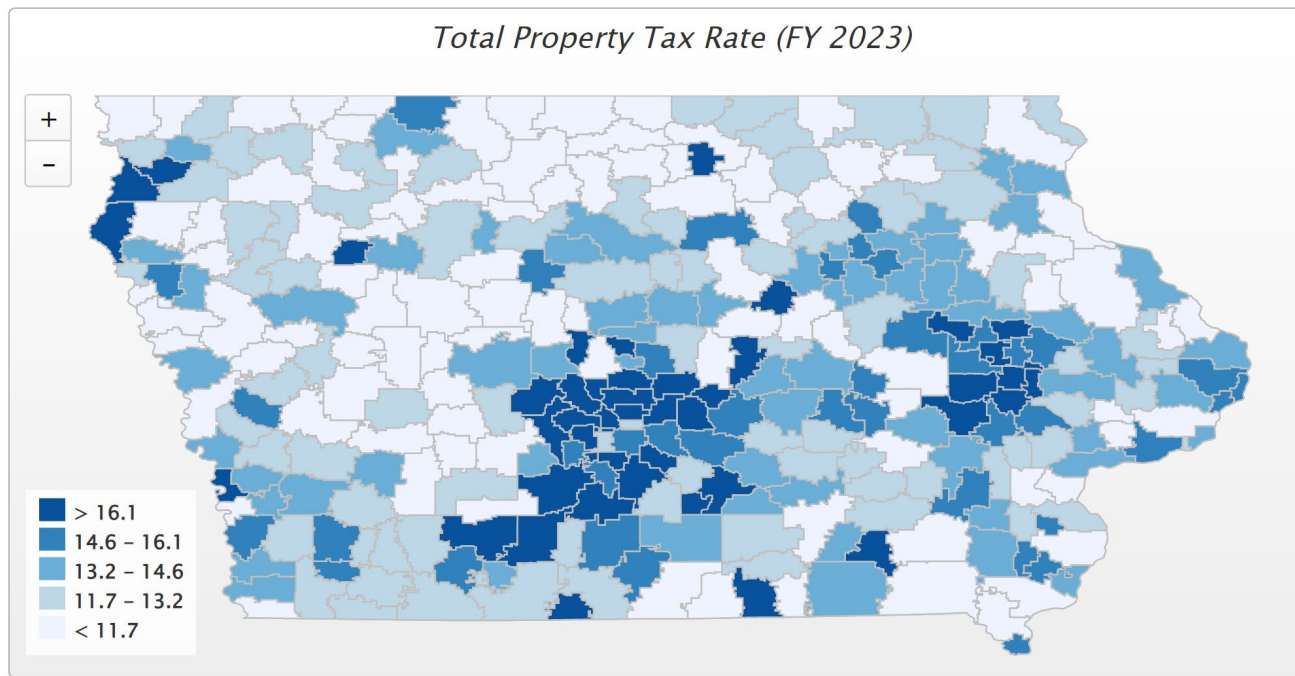 Total Property Tax Rate (FY 2023)
+
–
> 16.1
14.6 – 16.1
13.2 – 14.6
11.7 – 13.2
< 11.7